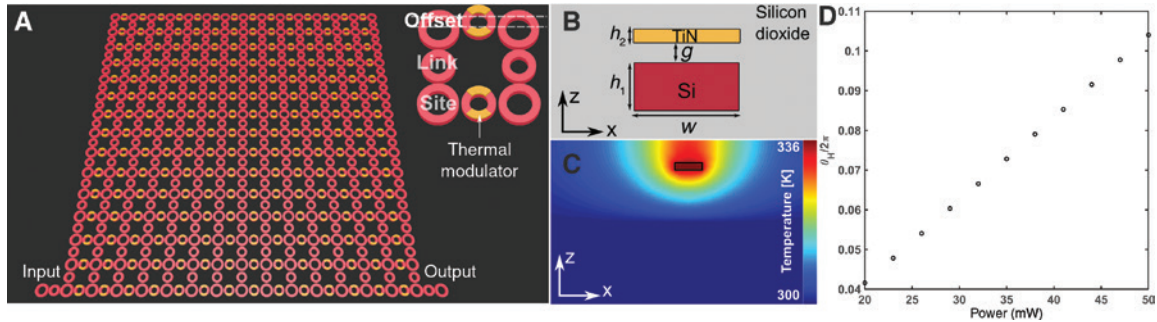 A
Offset
Link
Site
Thermal
modulator
Input
Output
B
Silicon
dioxide
h2
TiN
g
h1
Si
z
x
w
C
336
Temperature [K]
300
z
x
D
0.11
0.1
0.09
0.08
0.07
0.06
0.05
0.04
θH/2π
20 25 30 35 40 45 50
Power (mW)